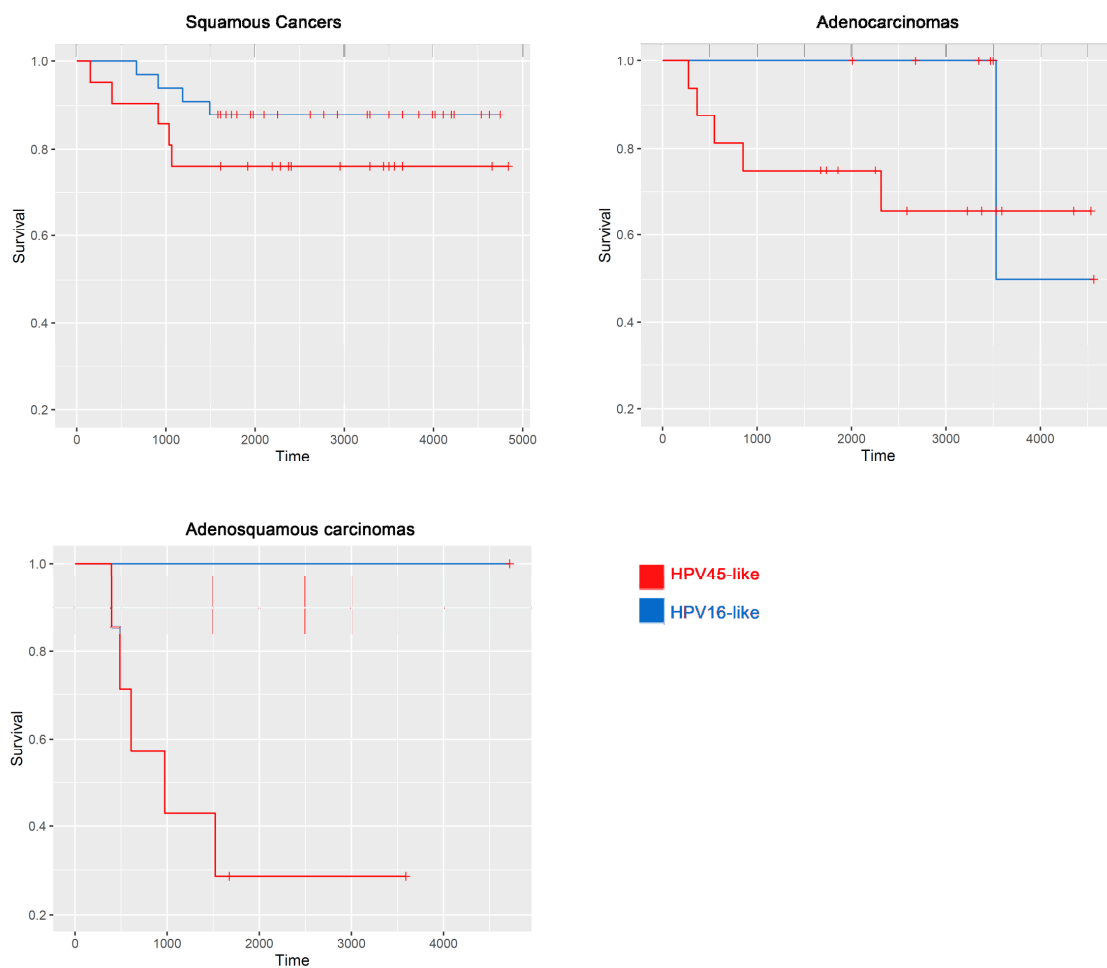 Squamous Cancers
1.0
0.8
0.6
0.4
0.2
Survival
0 1000 2000 3000 4000 5000
Time
Adenocarcinomas
1.0
0.8
0.6
0.4
0.2
Survival
0 1000 2000 3000 4000
Time
Adenosquamous carcinomas
1.0
0.8
0.6
0.4
0.2
Survival
0 1000 2000 3000 4000
Time
HPV45-like
HPV16-like